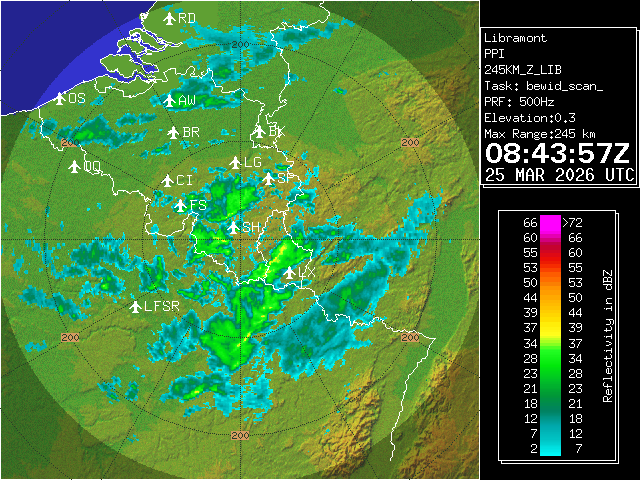 RD
200
OS
AW
BR
BK
200
200
OQ
LG
CI
SP
FS
SH
LX
LFSR
200
200
200
Libramont
PPI
245KM_Z_LIB
Task: bewid_scan_
PRF: 500Hz
Elevation:0.3
Max Range:245 km
08:43:57Z
25 MAR 2026 UTC
66 >72
60 66
55 60
53 55
50 53
44 50
39 44
37 39
34 37
28 34
23 28
21 23
18 21
12 18
7 12
2 7
Reflectivity in dBZ